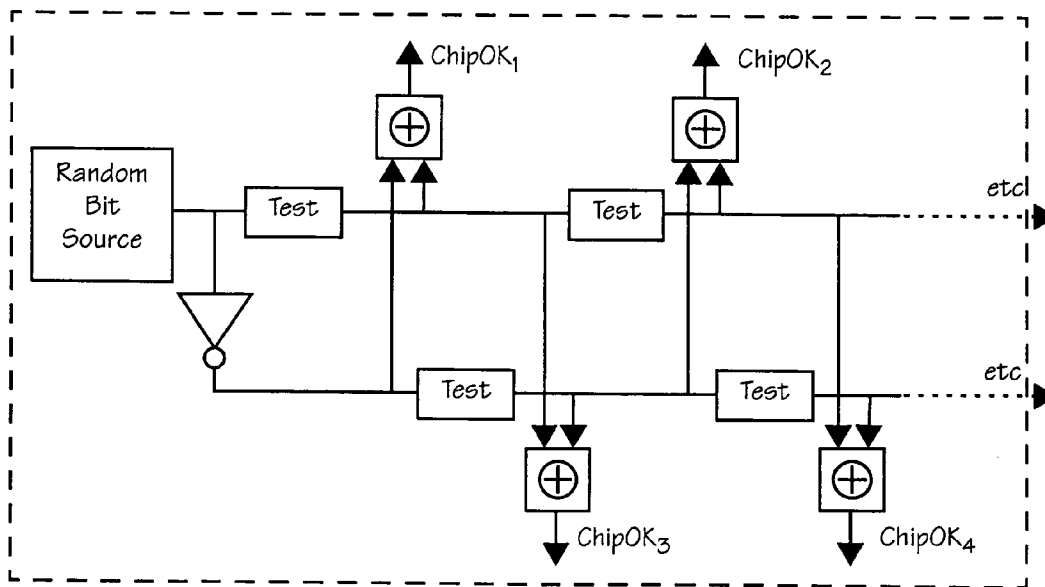 ChipOK₁
ChipOK₂
Random
Bit
Source
Test
Test
etc
Test
Test
etc
ChipOK₃
ChipOK₄